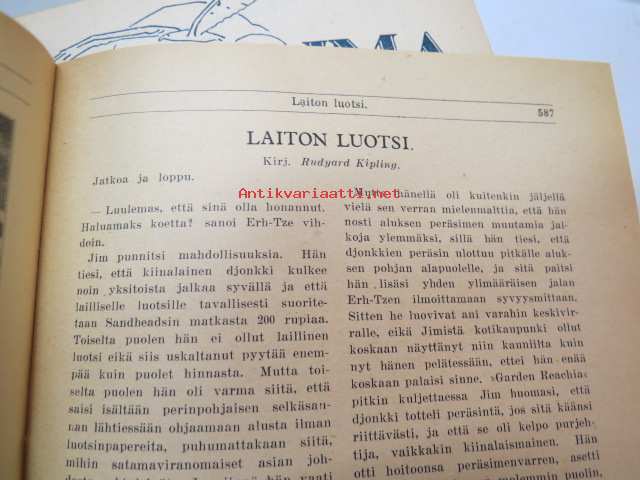 Laiton luotsi.
587
LAITON LUOTSI.
Kirj. Rudyard Kipling.
Jatkoa ja loppu.
Antikvariaatti.net
— Luulemas, että sinä olla honannut.
Haluamaks koetta? sanoi Erh-Tze vih-
doin.
Jim punnitsi mahdollisuuksia. Hän
tiesi, että kiinalainen djonkki kulkee
noin yksitoista jalkaa syvällä ja että
lailliselle luotsille tavallisesti suorite-
taan Sandheadsin matkasta 200 rupiaa.
Toiselta puolen hän ei ollut laillinen
luotsi eikä siis uskaltanut pyytää enem-
pää kuin puolet hinnasta. Mutta toi-
selta puolen hän oli varma siitä, että
saisi isältään perinpohjaisen selkäsau-
nan lähtiessään ohjaamaan alusta ilman
luotsinpapereita, puhumattakaan siitä,
mihin satamaviranomaiset asian joh-
Mutta hänellä oli kuitenkin jäljellä
vielä sen verran mielenmalttia, että hän
nosti aluksen peräsimen muutamia jal-
koja ylemmäksi, sillä hän tiesi, että
djonkkien peräsin ulottuu pitkälle aluk-
sen pohjan alapuolelle, ja sitä paitsi
hän lisäsi yhden ylimääräisen jalan
Erh-Tzen ilmoittamaan syvyysmittaan.
Sitten he luovivat ani varahin keskivir-
ralle, eikä Jimistä kotikaupunki ollut
koskaan näyttänyt niin kauniilta kuin
nyt hänen pelätessään, ettei hän enää
koskaan palaisi sinne. »Garden Reachia»
pitkin kuljettaessa Jim huomasi, että
djonkki totteli peräsintä, jos sitä käänsi
riittävästi, ja että se oli kelpo purjeh-
tija, vaikkakin kiinalaismainen. Hän
otti hoitoonsa peräsimenvarren, asetti